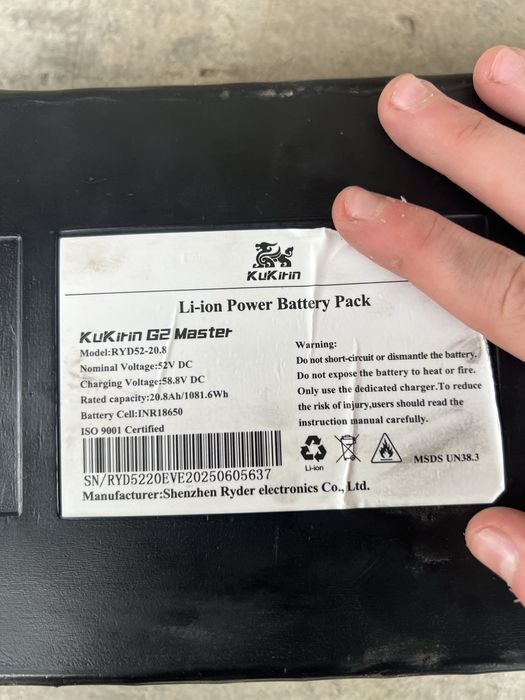 KuKirin
Li-ion Power Battery Pack
KuKirin G2 Master
Model:RYD52-20.8
Nominal Voltage:52V DC
Charging Voltage:58.8V DC
Rated capacity:20.8Ah/1081.6Wh
Battery Cell:INR18650
ISO 9001 Certified
SN/RYD5220EVE20250605637
Manufacturer:Shenzhen Ryder electronics Co., Ltd.
Warning:
Do not short-circuit or dismantle the battery.
Do not expose the battery to heat or fire.
Only use the dedicated charger.To reduce
the risk of injury,users should read the
instruction manual carefully.
Li-ion
MSDS UN38.3